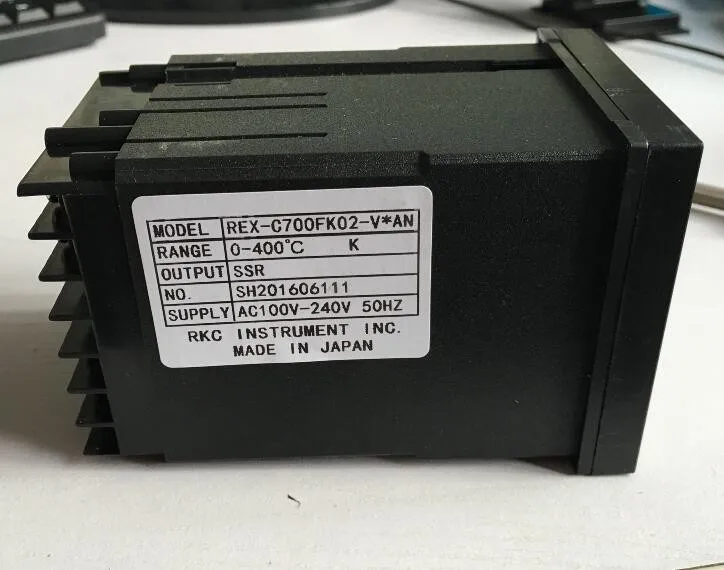 MODEL REX-C700FK02-V*AN
RANGE 0-400℃ K
OUTPUT SSR
NO. SH201606111
SUPPLY AC100V-240V 50HZ
RKC INSTRUMENT INC.
MADE IN JAPAN